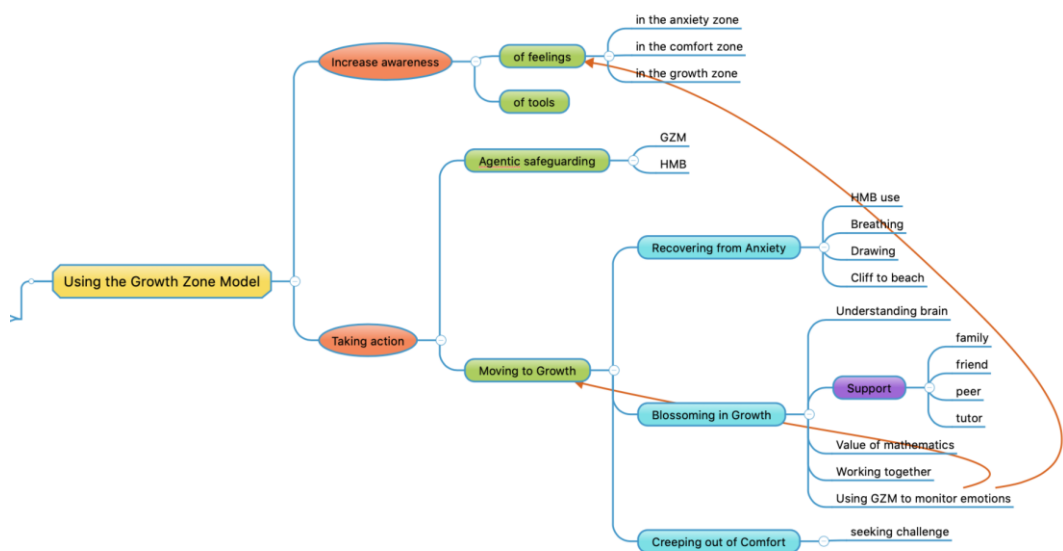 in the anxiety zone
in the comfort zone
in the growth zone
of feelings
Increase awareness
of tools
GZM
HMB
Agentic safeguarding
Using the Growth Zone Model
HMB use
Breathing
Drawing
Cliff to beach
Recovering from Anxiety
Taking action
Moving to Growth
Understanding brain
family
friend
peer
tutor
Support
Blossoming in Growth
Value of mathematics
Working together
Using GZM to monitor emotions
seeking challenge
Creeping out of Comfort